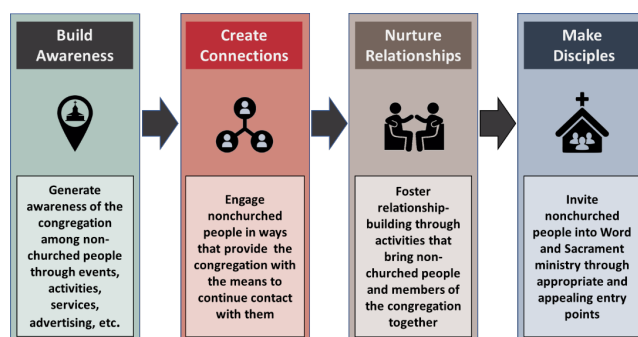 Build
Awareness
Generate
awareness of the
congregation
among non-
churched people
through events,
activities,
services,
advertising, etc.
Create
Connections
Engage
nonchurched
people in ways
that provide the
congregation with
the means to
continue contact
with them
Nurture
Relationships
Foster
relationship-
building through
activities that
bring non-
churched people
and members of
the congregation
together
Make
Disciples
Invite
nonchurched
people into Word
and Sacrament
ministry through
appropriate and
appealing entry
points